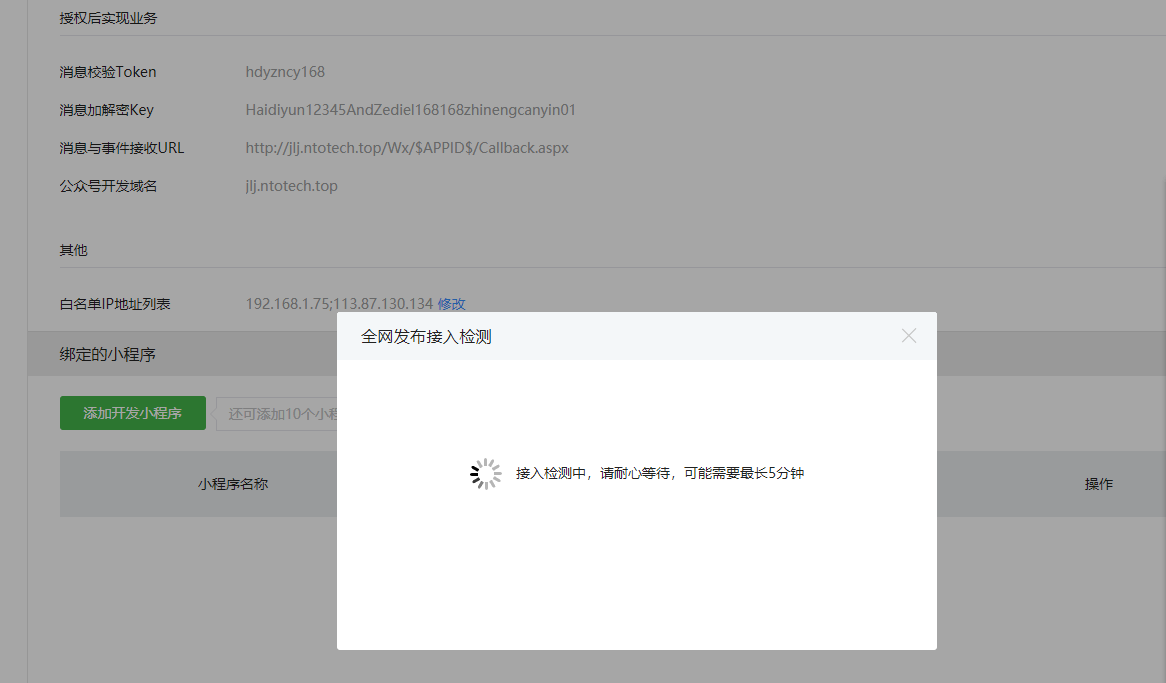 授权后实现业务
消息校验Token hdyzncy168
消息加解密Key Haidiyun12345AndZediel168168zhinengcanyin01
消息与事件接收URL http://jlj.ntotech.top/Wx/$APPID$/Callback.aspx
公众号开发域名 jlj.ntotech.top
其他
白名单IP地址列表 192.168.1.75;113.87.130.134 修改
全网发布接入检测
绑定的小程序
添加开发小程序 还可添加10个小程
接入检测中，请耐心等待，可能需要最长5分钟
小程序名称 操作